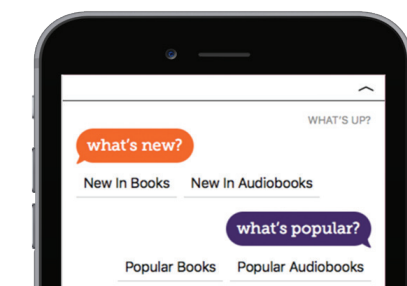 WHAT'S UP?
what's new?
New In Books New In Audiobooks
what's popular?
Popular Books Popular Audiobooks